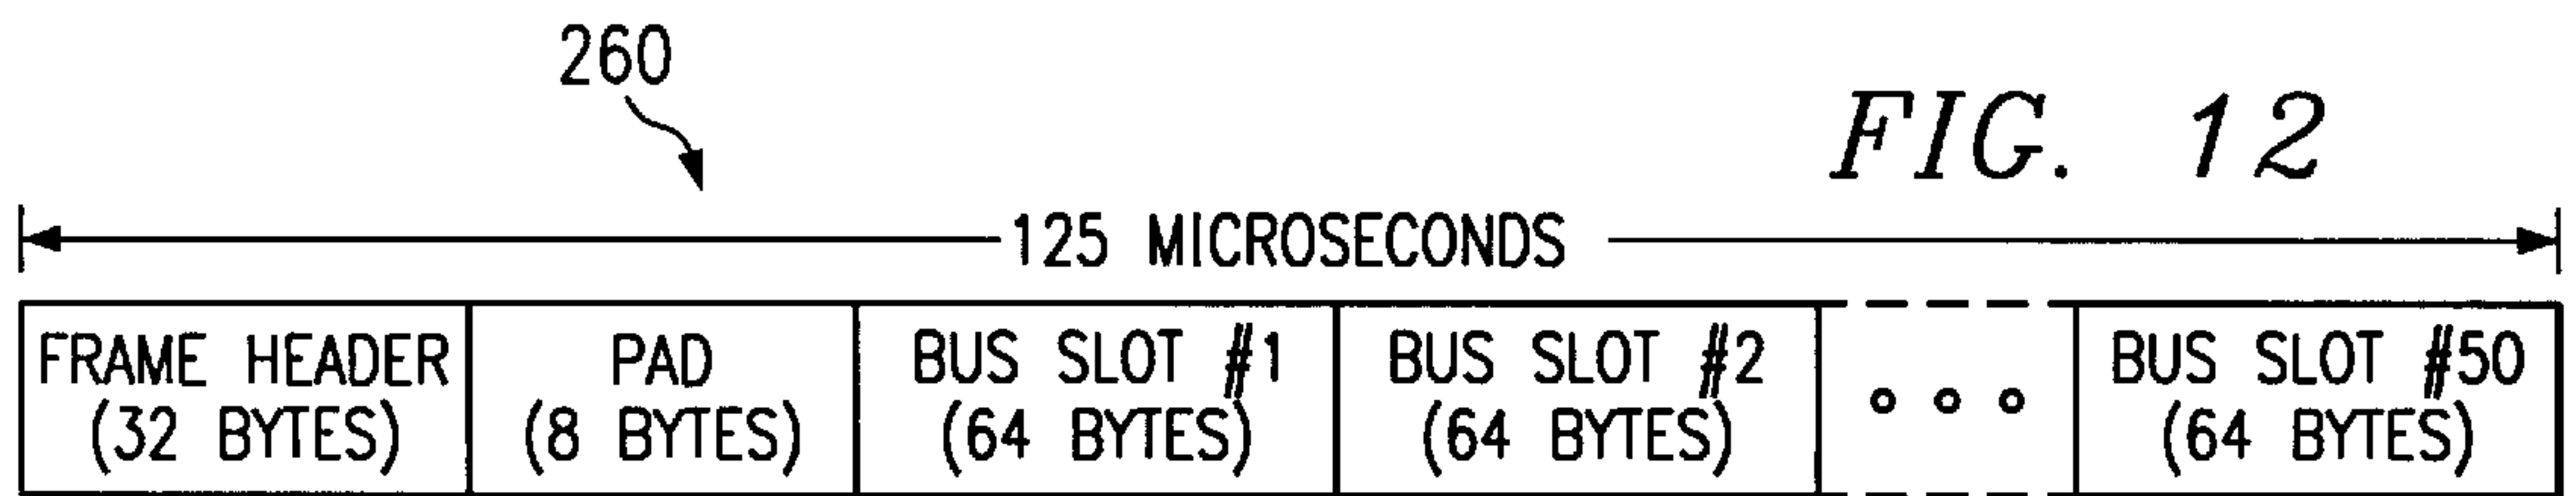 260
FIG. 12
125 MICROSECONDS
FRAME HEADER
(32 BYTES)
PAD
(8 BYTES)
BUS SLOT #1
(64 BYTES)
BUS SLOT #2
(64 BYTES)
BUS SLOT #50
(64 BYTES)